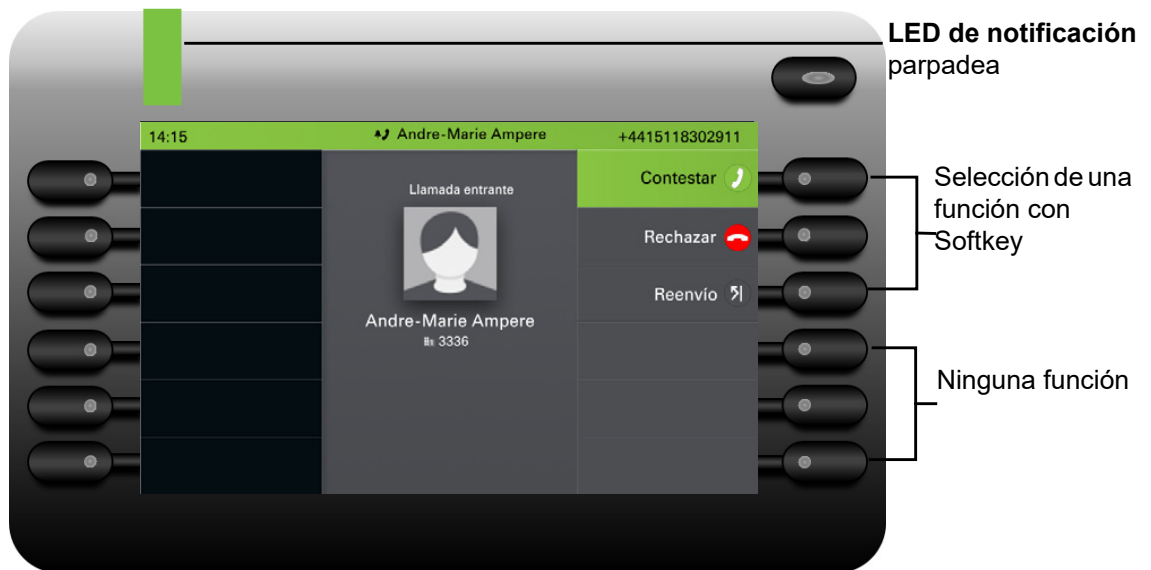 LED de notificación
parpadea
14:15 Andre-Marie Ampere +4415118302911
Llamada entrante
Andre-Marie Ampere
3336
Contestar
Rechazar
Reenvío
Selección de una
función con
Softkey
Ninguna función